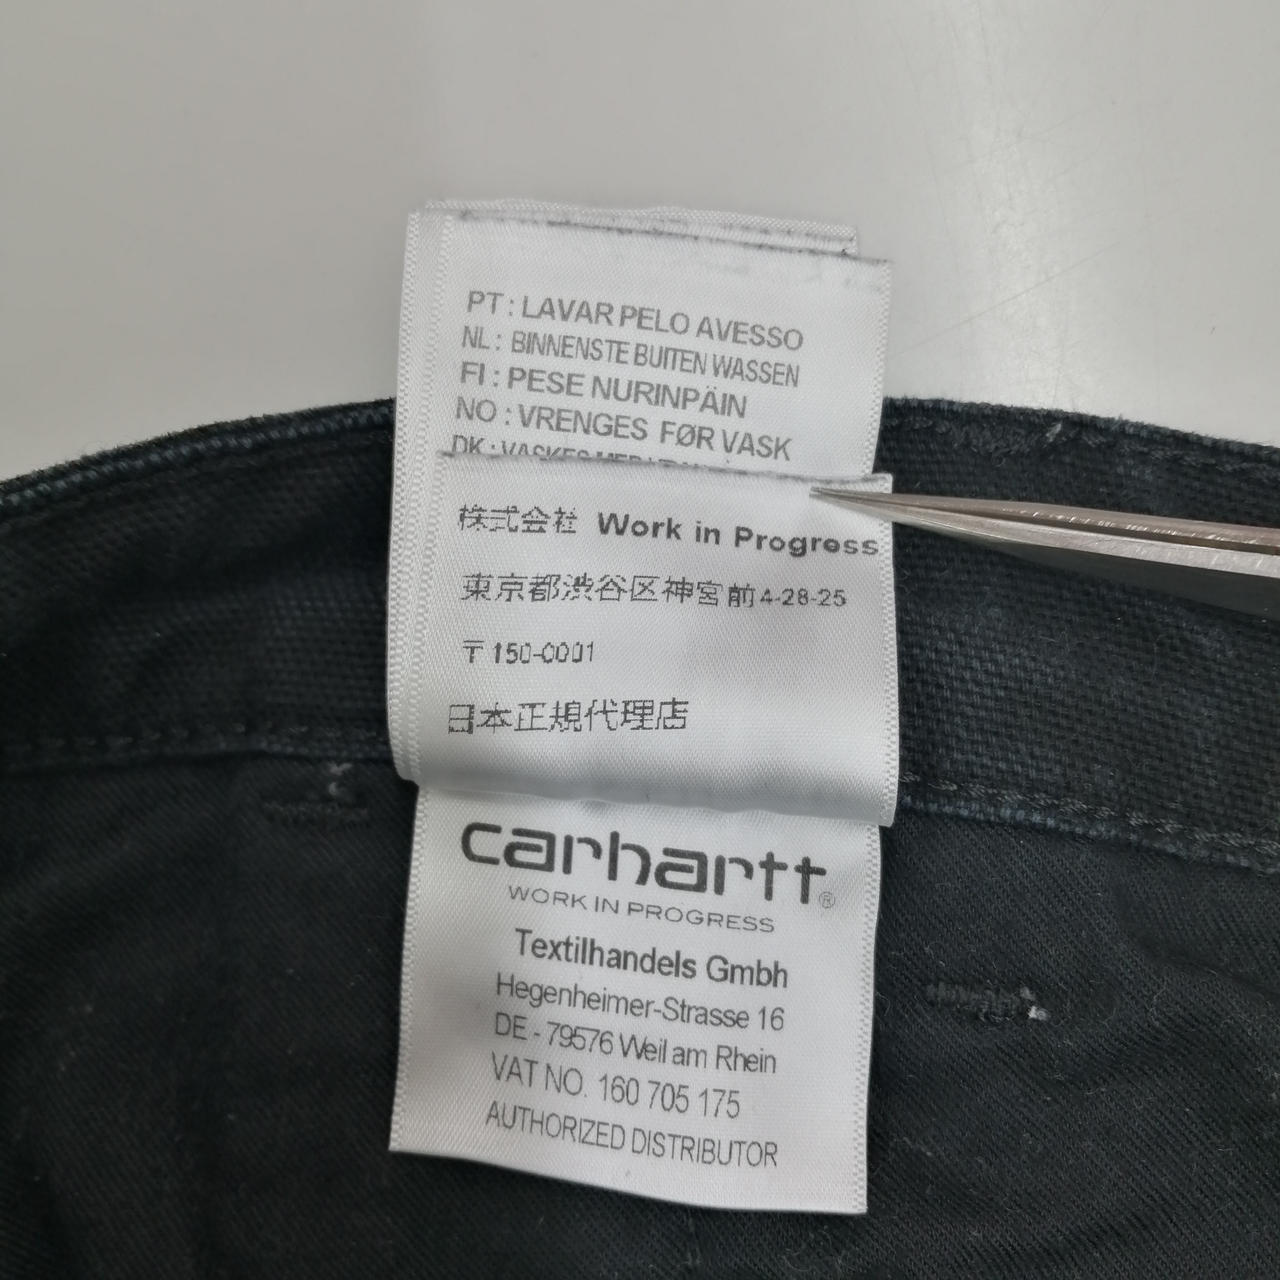 PT : LAVAR PELO AVESSO
NL : BINNENSTE BUITEN WASSEN
FI : PESE NURINPÄIN
NO : VRENGES FØR VASK
DK : VASKES MED
株式会社 Work in Progress
東京都渋谷区神宮前4-28-25
〒150-0001
日本正規代理店
carhartt®
WORK IN PROGRESS
Textilhandels Gmbh
Hegenheimer-Strasse 16
DE - 79576 Weil am Rhein
VAT NO. 160 705 175
AUTHORIZED DISTRIBUTOR